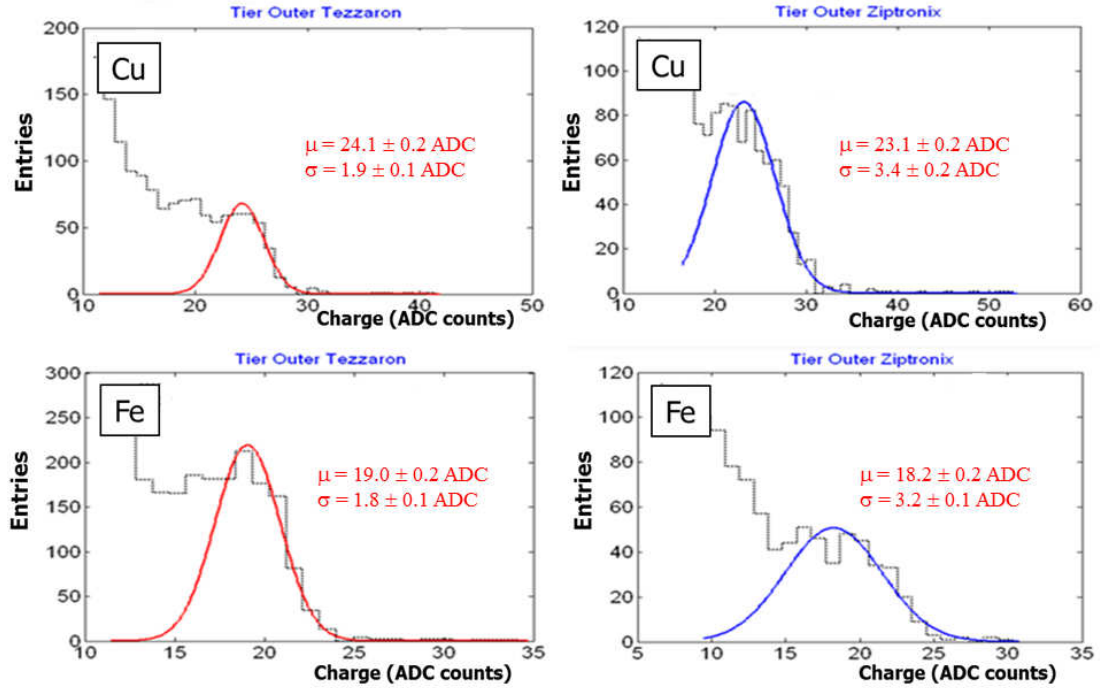 Tier Outer Tezzaron
200
150
100
50
0
10 20 30 40 50
Entries
Cu
μ = 24.1 ± 0.2 ADC
σ = 1.9 ± 0.1 ADC
Charge (ADC counts)
Tier Outer Ziptronix
120
100
80
60
40
20
0
10 20 30 40 50 60
Entries
Cu
μ = 23.1 ± 0.2 ADC
σ = 3.4 ± 0.2 ADC
Charge (ADC counts)
Tier Outer Tezzaron
300
250
200
150
100
50
0
10 15 20 25 30 35
Entries
Fe
μ = 19.0 ± 0.2 ADC
σ = 1.8 ± 0.1 ADC
Charge (ADC counts)
Tier Outer Ziptronix
120
100
80
60
40
20
0
5 10 15 20 25 30 35
Entries
Fe
μ = 18.2 ± 0.2 ADC
σ = 3.2 ± 0.1 ADC
Charge (ADC counts)